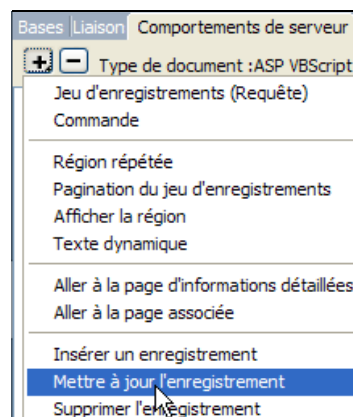 Bases Liaison Comportements de serveur
Type de document :ASP VBScript
Jeu d'enregistrements (Requête)
Commande
Région répétée
Pagination du jeu d'enregistrements
Afficher la région
Texte dynamique
Aller à la page d'informations détaillées
Aller à la page associée
Insérer un enregistrement
Mettre à jour l'enregistrement
Supprimer l'enregistrement